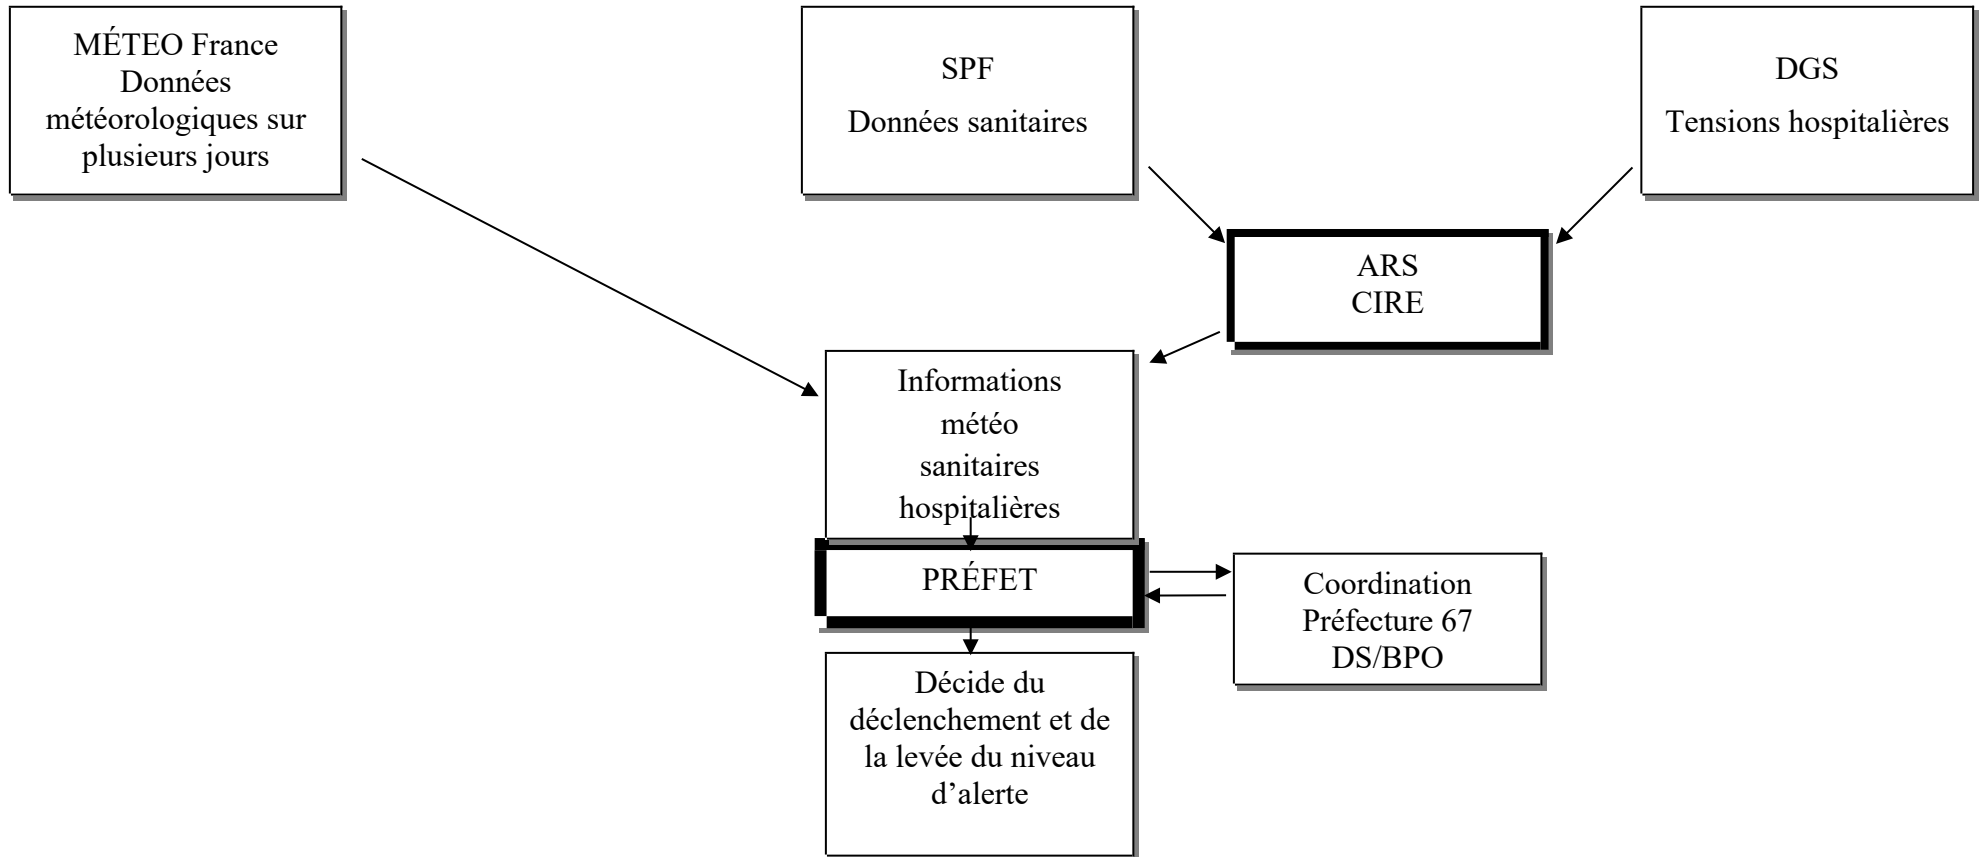 MÉTEO France
Données
météorologiques sur
plusieurs jours
SPF
Données sanitaires
DGS
Tensions hospitalières
ARS
CIRE
Informations
météo
sanitaires
hospitalières
PRÉFET
Coordination
Préfecture 67
DS/BPO
Décide du
déclenchement et de
la levée du niveau
d’alerte